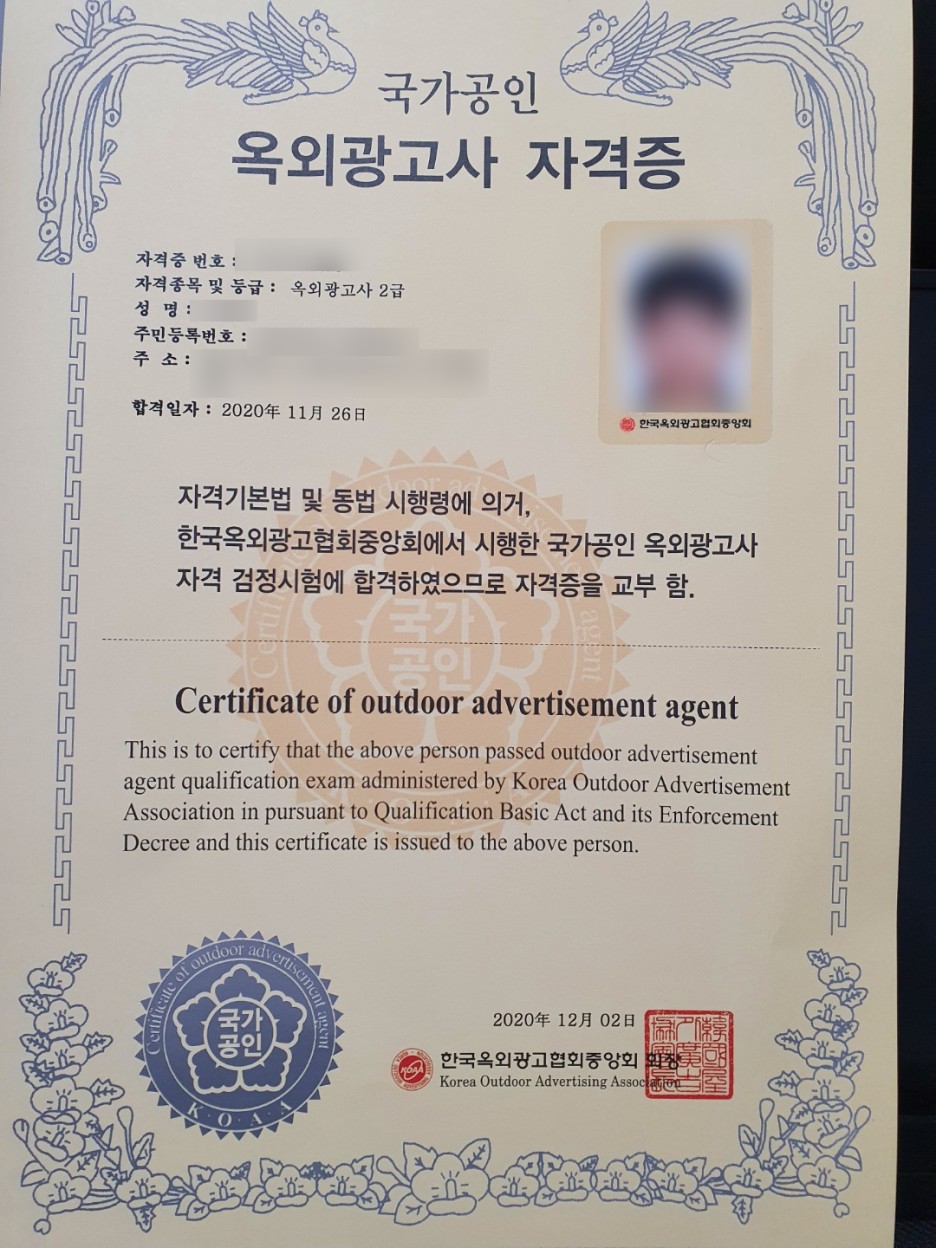 국가공인
옥외광고사 자격증
자격증 번호 :
자격종목 및 등급 : 옥외광고사 2급
성 명 :
주민등록번호 :
주 소 :
합격일자 : 2020年 11月 26日
한국옥외광고협회중앙회
자격기본법 및 동법 시행령에 의거,
한국옥외광고협회중앙회에서 시행한 국가공인 옥외광고사
자격 검정시험에 합격하였으므로 자격증을 교부 함.
Certificate of outdoor advertisement agent
국가
공인
Certificate of outdoor advertisement agent
This is to certify that the above person passed outdoor advertisement
agent qualification exam administered by Korea Outdoor Advertisement
Association in pursuant to Qualification Basic Act and its Enforcement
Decree and this certificate is issued to the above person.
Certificate of outdoor advertisement agent
국가
공인
K·O·A·A
2020年 12月 02日
KOAA
한국옥외광고협회중앙회 회장
Korea Outdoor Advertising Association